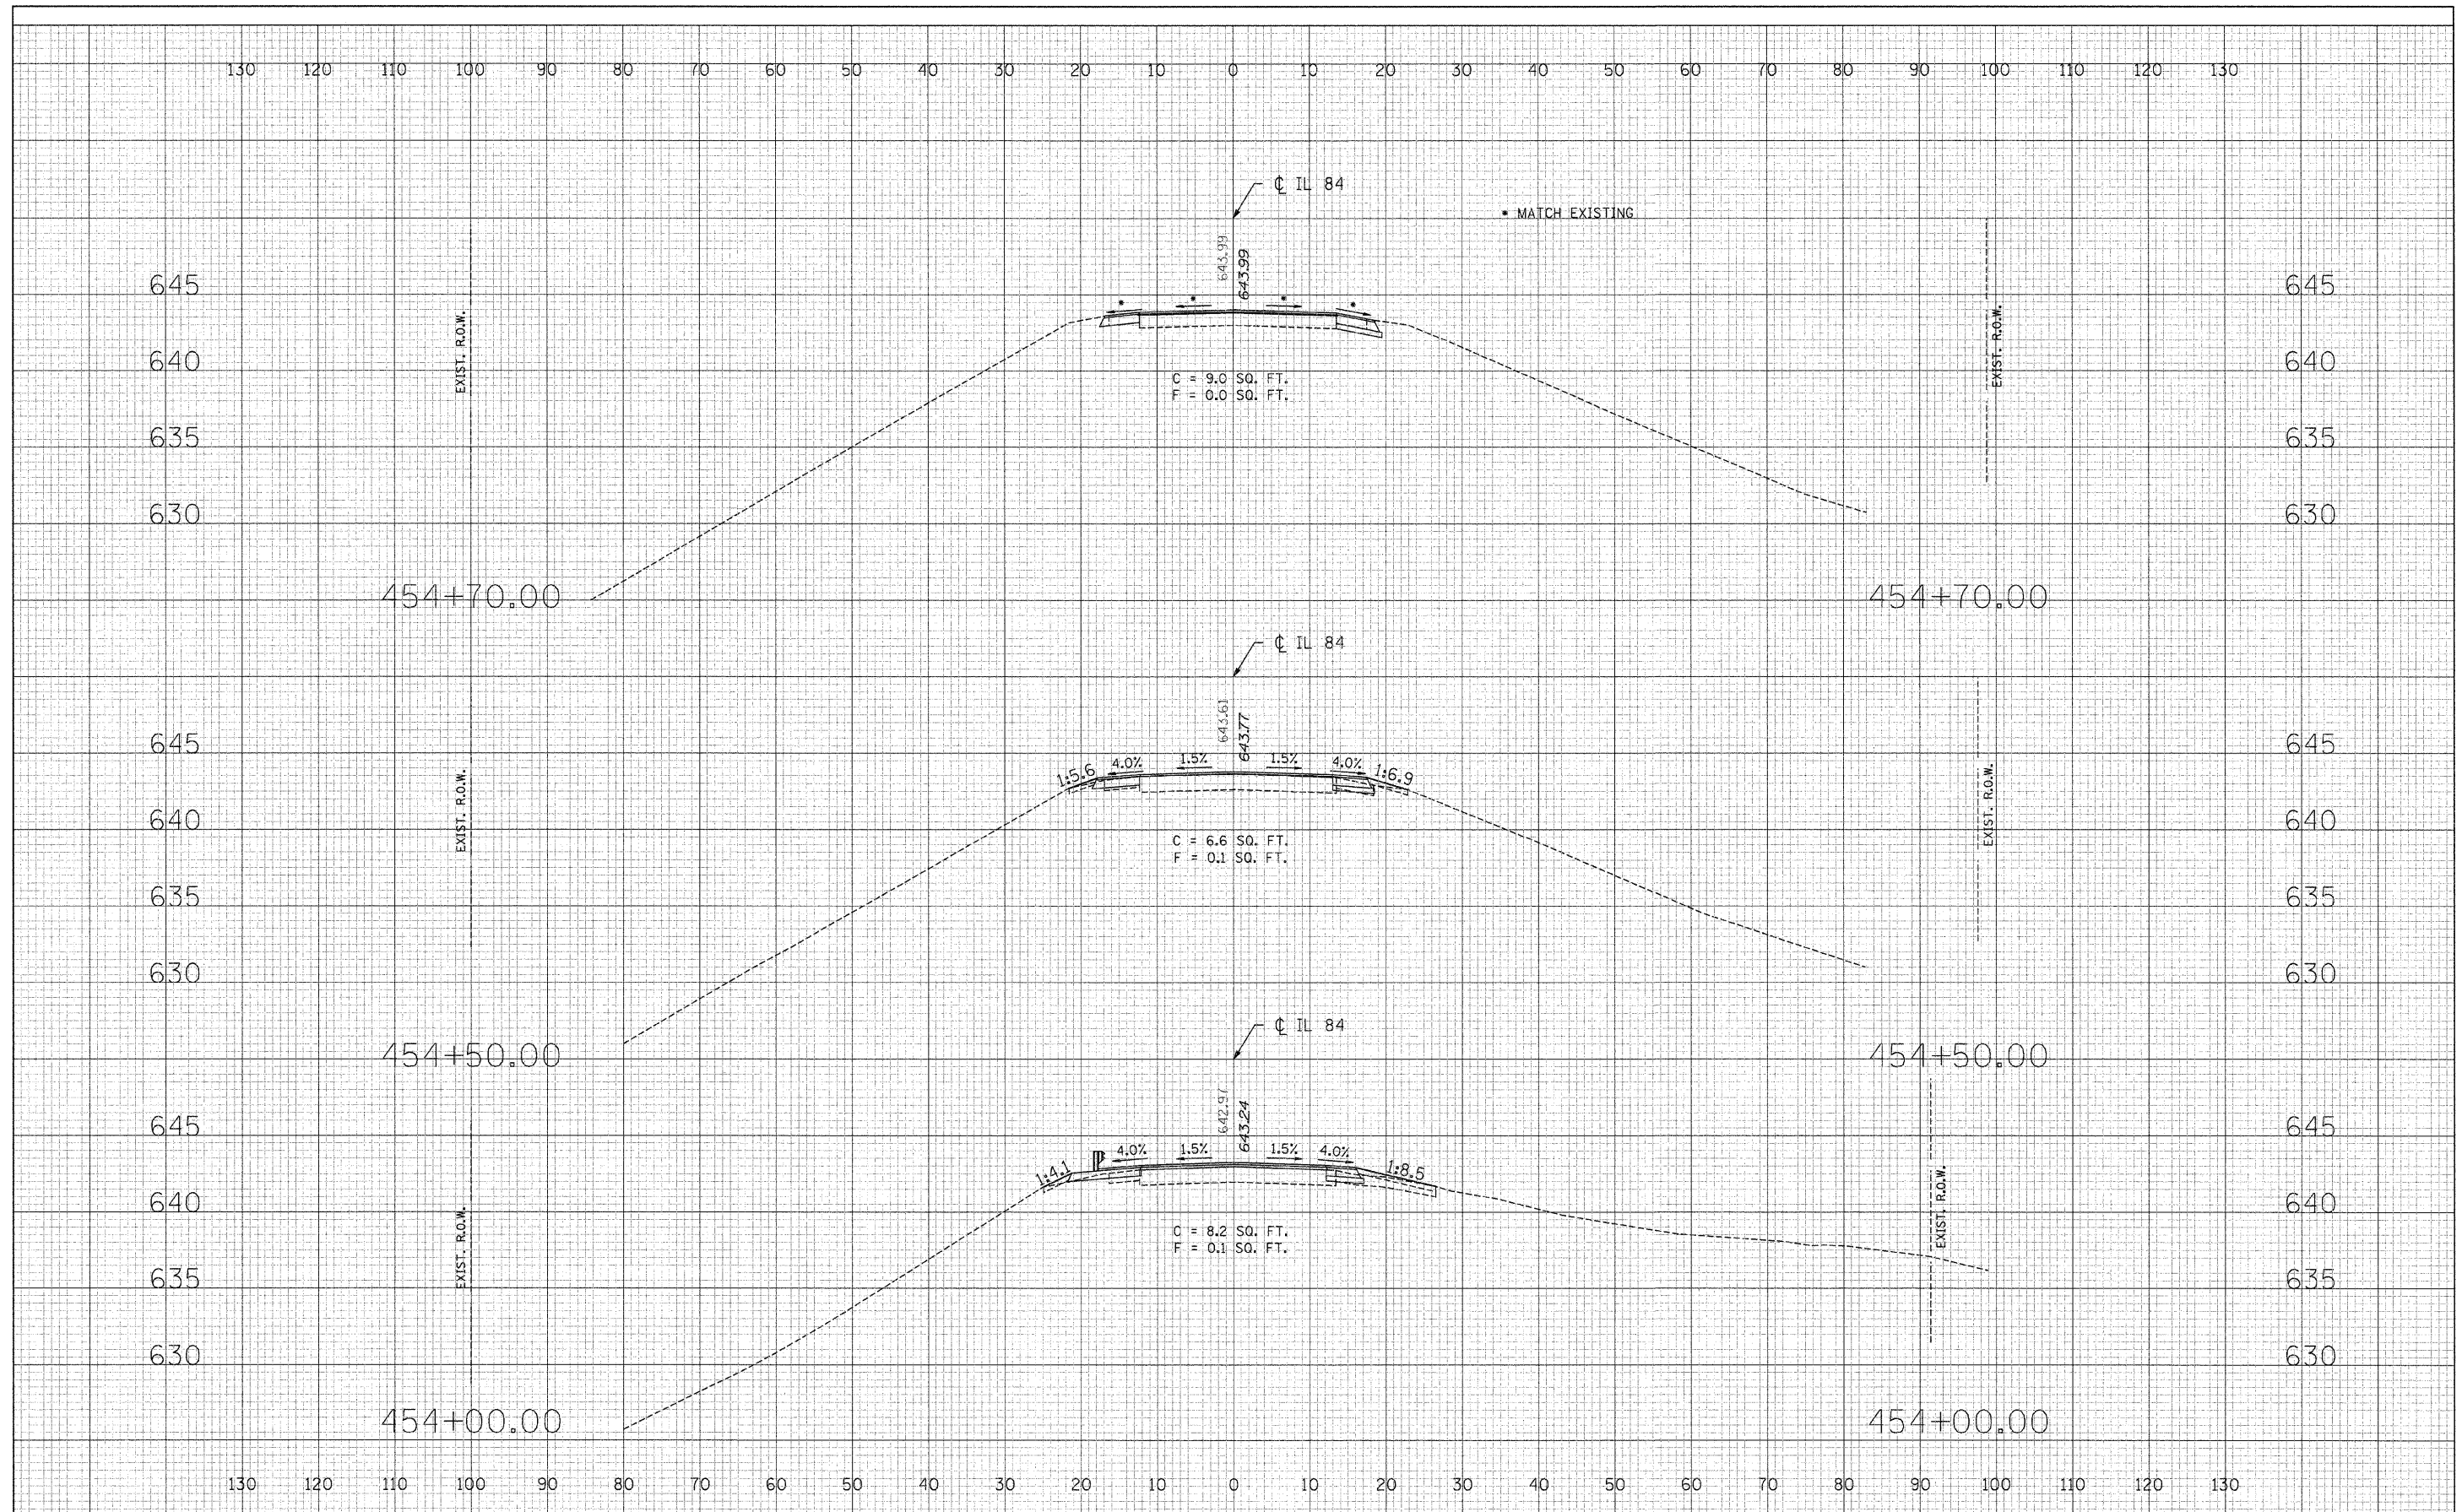 130 120 110 100 90 80 70 60 50 40 30 20 10 0 10 20 30 40 50 60 70 80 90 100 110 120 130
℄ IL 84
* MATCH EXISTING
643.99
643.99
* * * *
645 645
EXIST. R.O.W. EXIST. R.O.W.
640 640
C = 9.0 SQ. FT.
F = 0.0 SQ. FT.
635 635
630 630
454+70.00 454+70.00
℄ IL 84
643.61
643.77
645 645
1:5.6 4.0% 1.5% 1.5% 4.0% 1:6.9
EXIST. R.O.W. EXIST. R.O.W.
640 640
C = 6.6 SQ. FT.
F = 0.1 SQ. FT.
635 635
630 630
454+50.00 454+50.00
℄ IL 84
642.97
643.24
645 645
1:4.1 4.0% 1.5% 1.5% 4.0% 1:8.5
EXIST. R.O.W. EXIST. R.O.W.
640 640
C = 8.2 SQ. FT.
F = 0.1 SQ. FT.
635 635
630 630
454+00.00 454+00.00
130 120 110 100 90 80 70 60 50 40 30 20 10 0 10 20 30 40 50 60 70 80 90 100 110 120 130